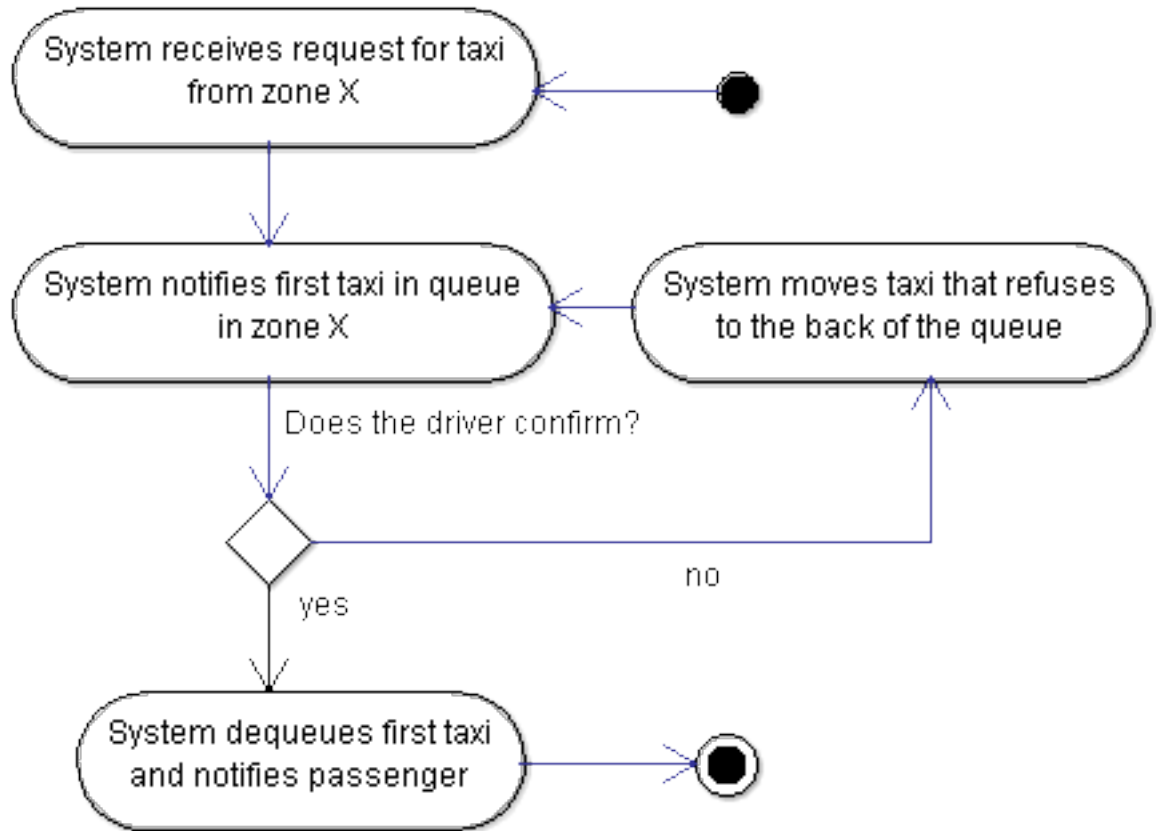 System receives request for taxi
from zone X
System notifies first taxi in queue
in zone X
System moves taxi that refuses
to the back of the queue
Does the driver confirm?
no
yes
System dequeues first taxi
and notifies passenger